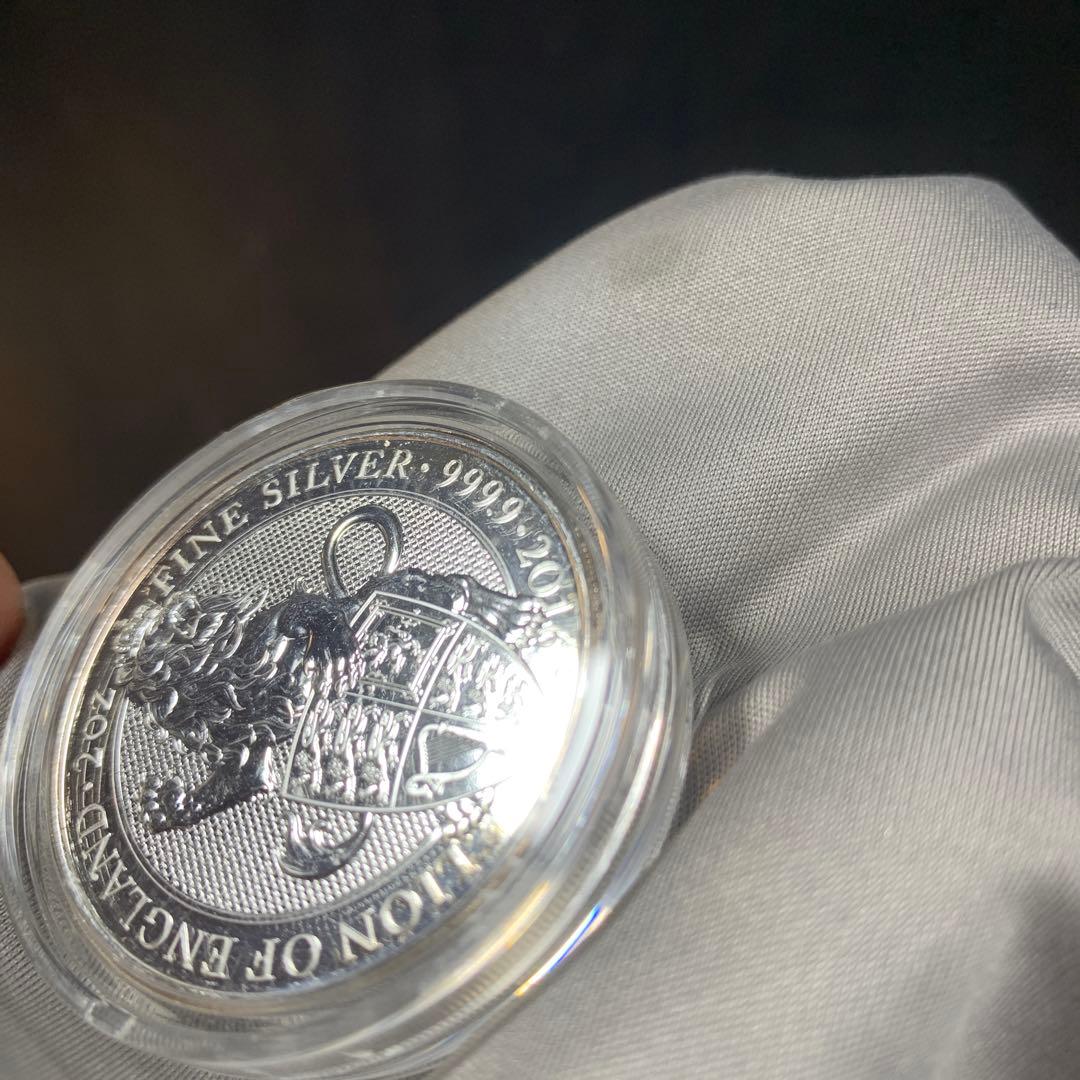 LION OF ENGLAND · 2OZ · FINE SILVER · 9999 · 201